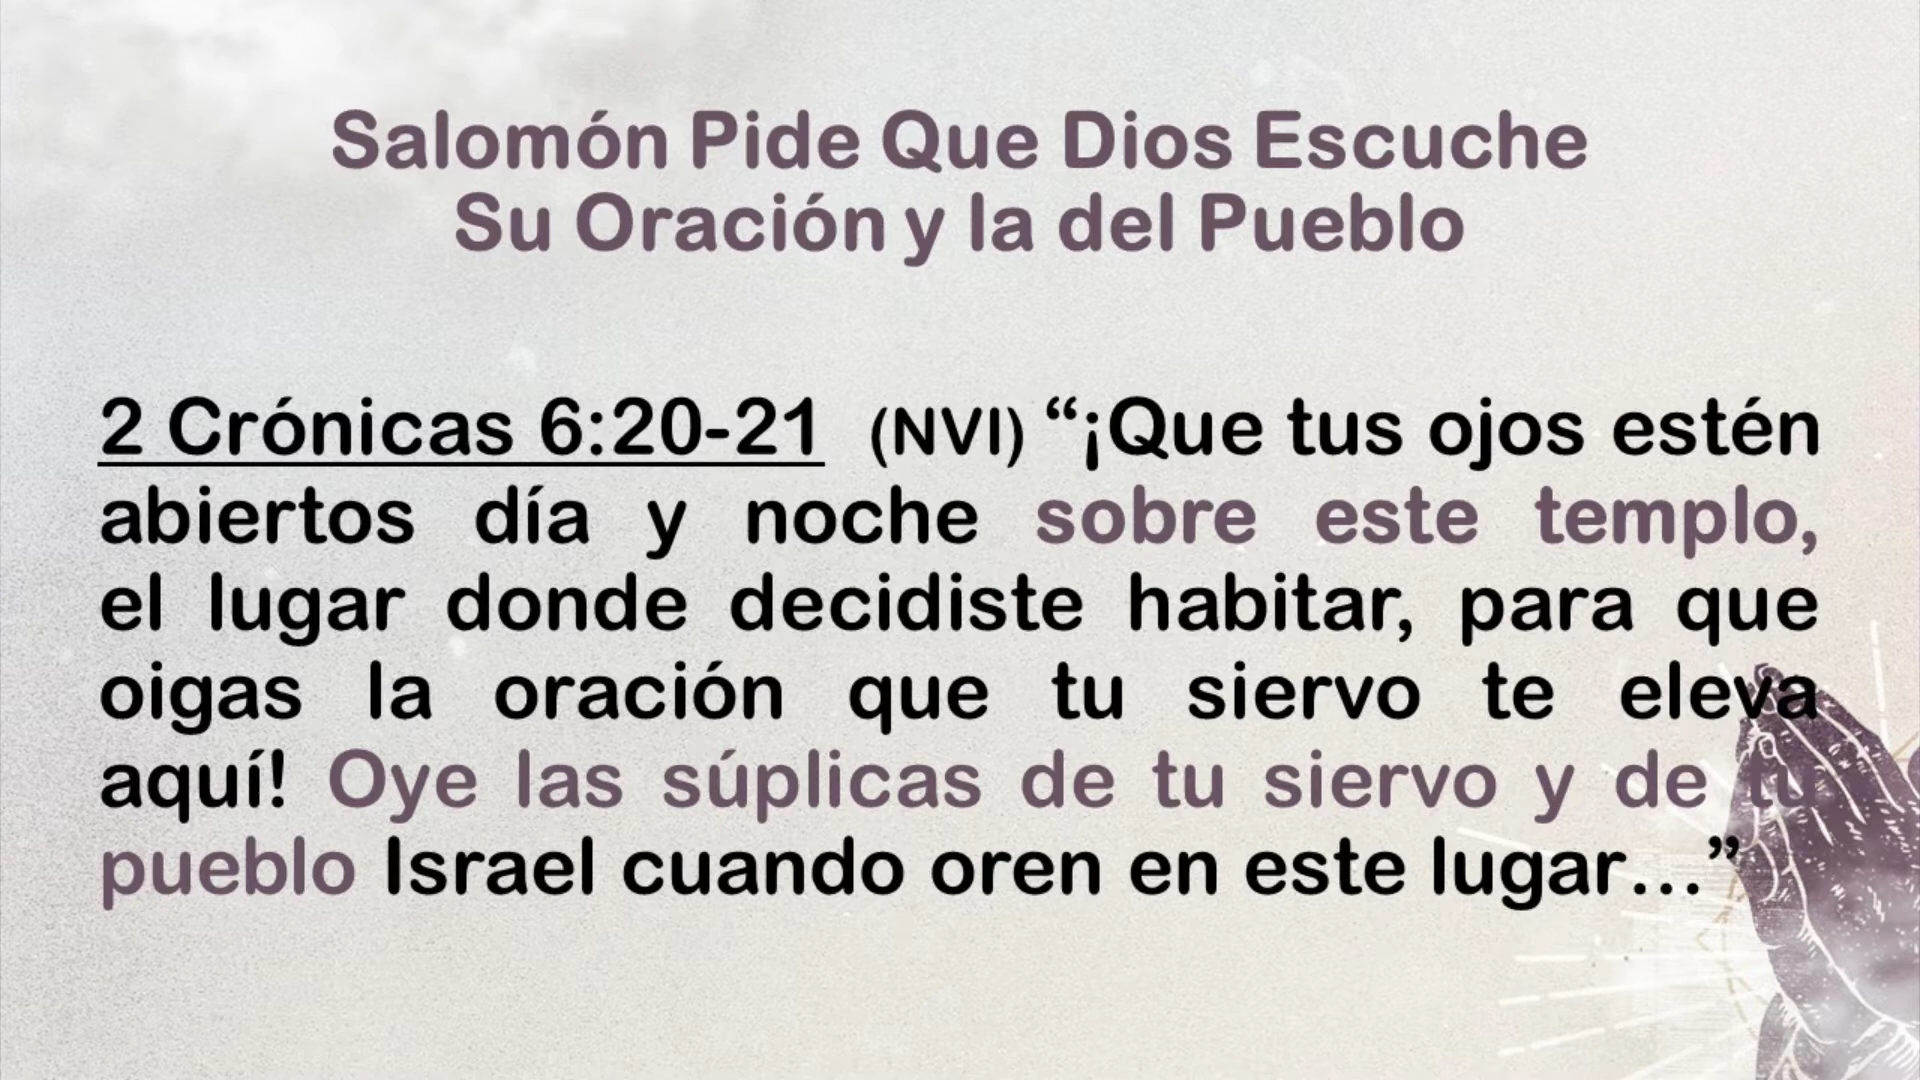 Salomón Pide Que Dios Escuche
Su Oración y la del Pueblo
2 Crónicas 6:20-21 (NVI) “¡Que tus ojos estén
abiertos día y noche sobre este templo,
el lugar donde decidiste habitar, para que
oigas la oración que tu siervo te eleva
aquí! Oye las súplicas de tu siervo y de tu
pueblo Israel cuando oren en este lugar…”